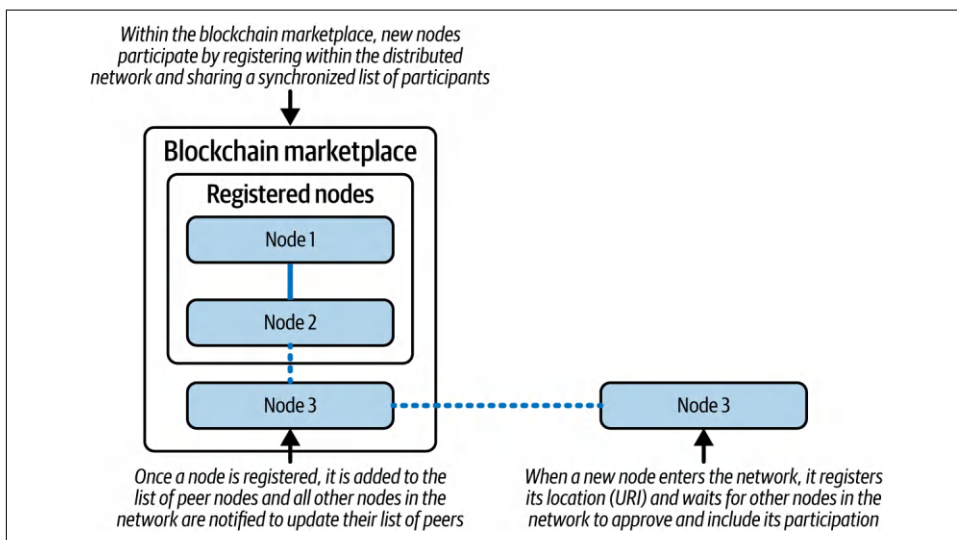 Within the blockchain marketplace, new nodes
participate by registering within the distributed
network and sharing a synchronized list of participants
Blockchain marketplace
Registered nodes
Node 1
Node 2
Node 3
Node 3
Once a node is registered, it is added to the
list of peer nodes and all other nodes in the
network are notified to update their list of peers
When a new node enters the network, it registers
its location (URI) and waits for other nodes in the
network to approve and include its participation